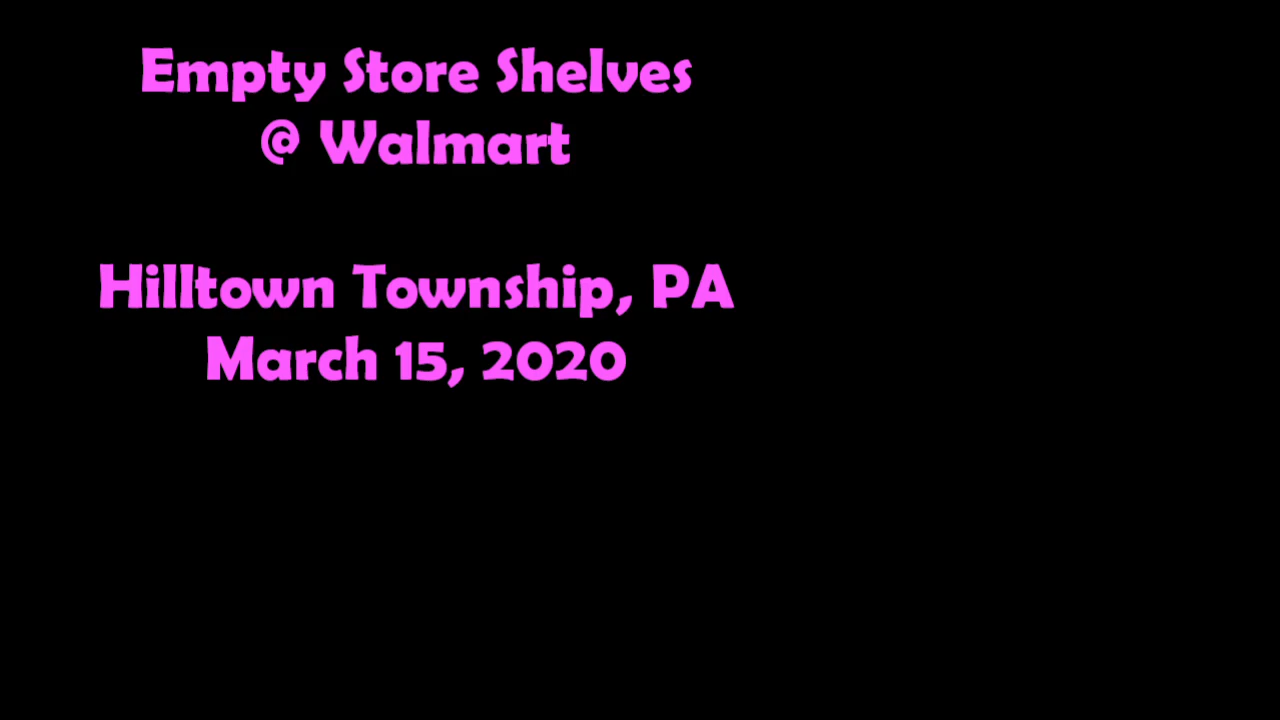 Empty Store Shelves
@ Walmart
Hilltown Township, PA
March 15, 2020